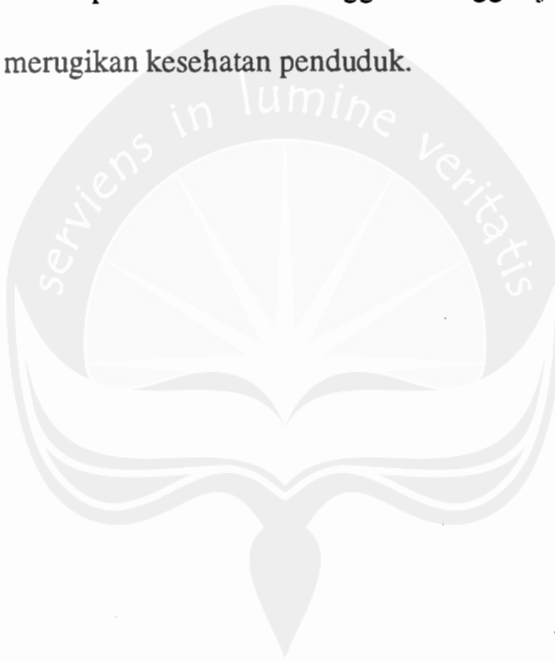 merugikan kesehatan penduduk.
serviens in lumine veritatis